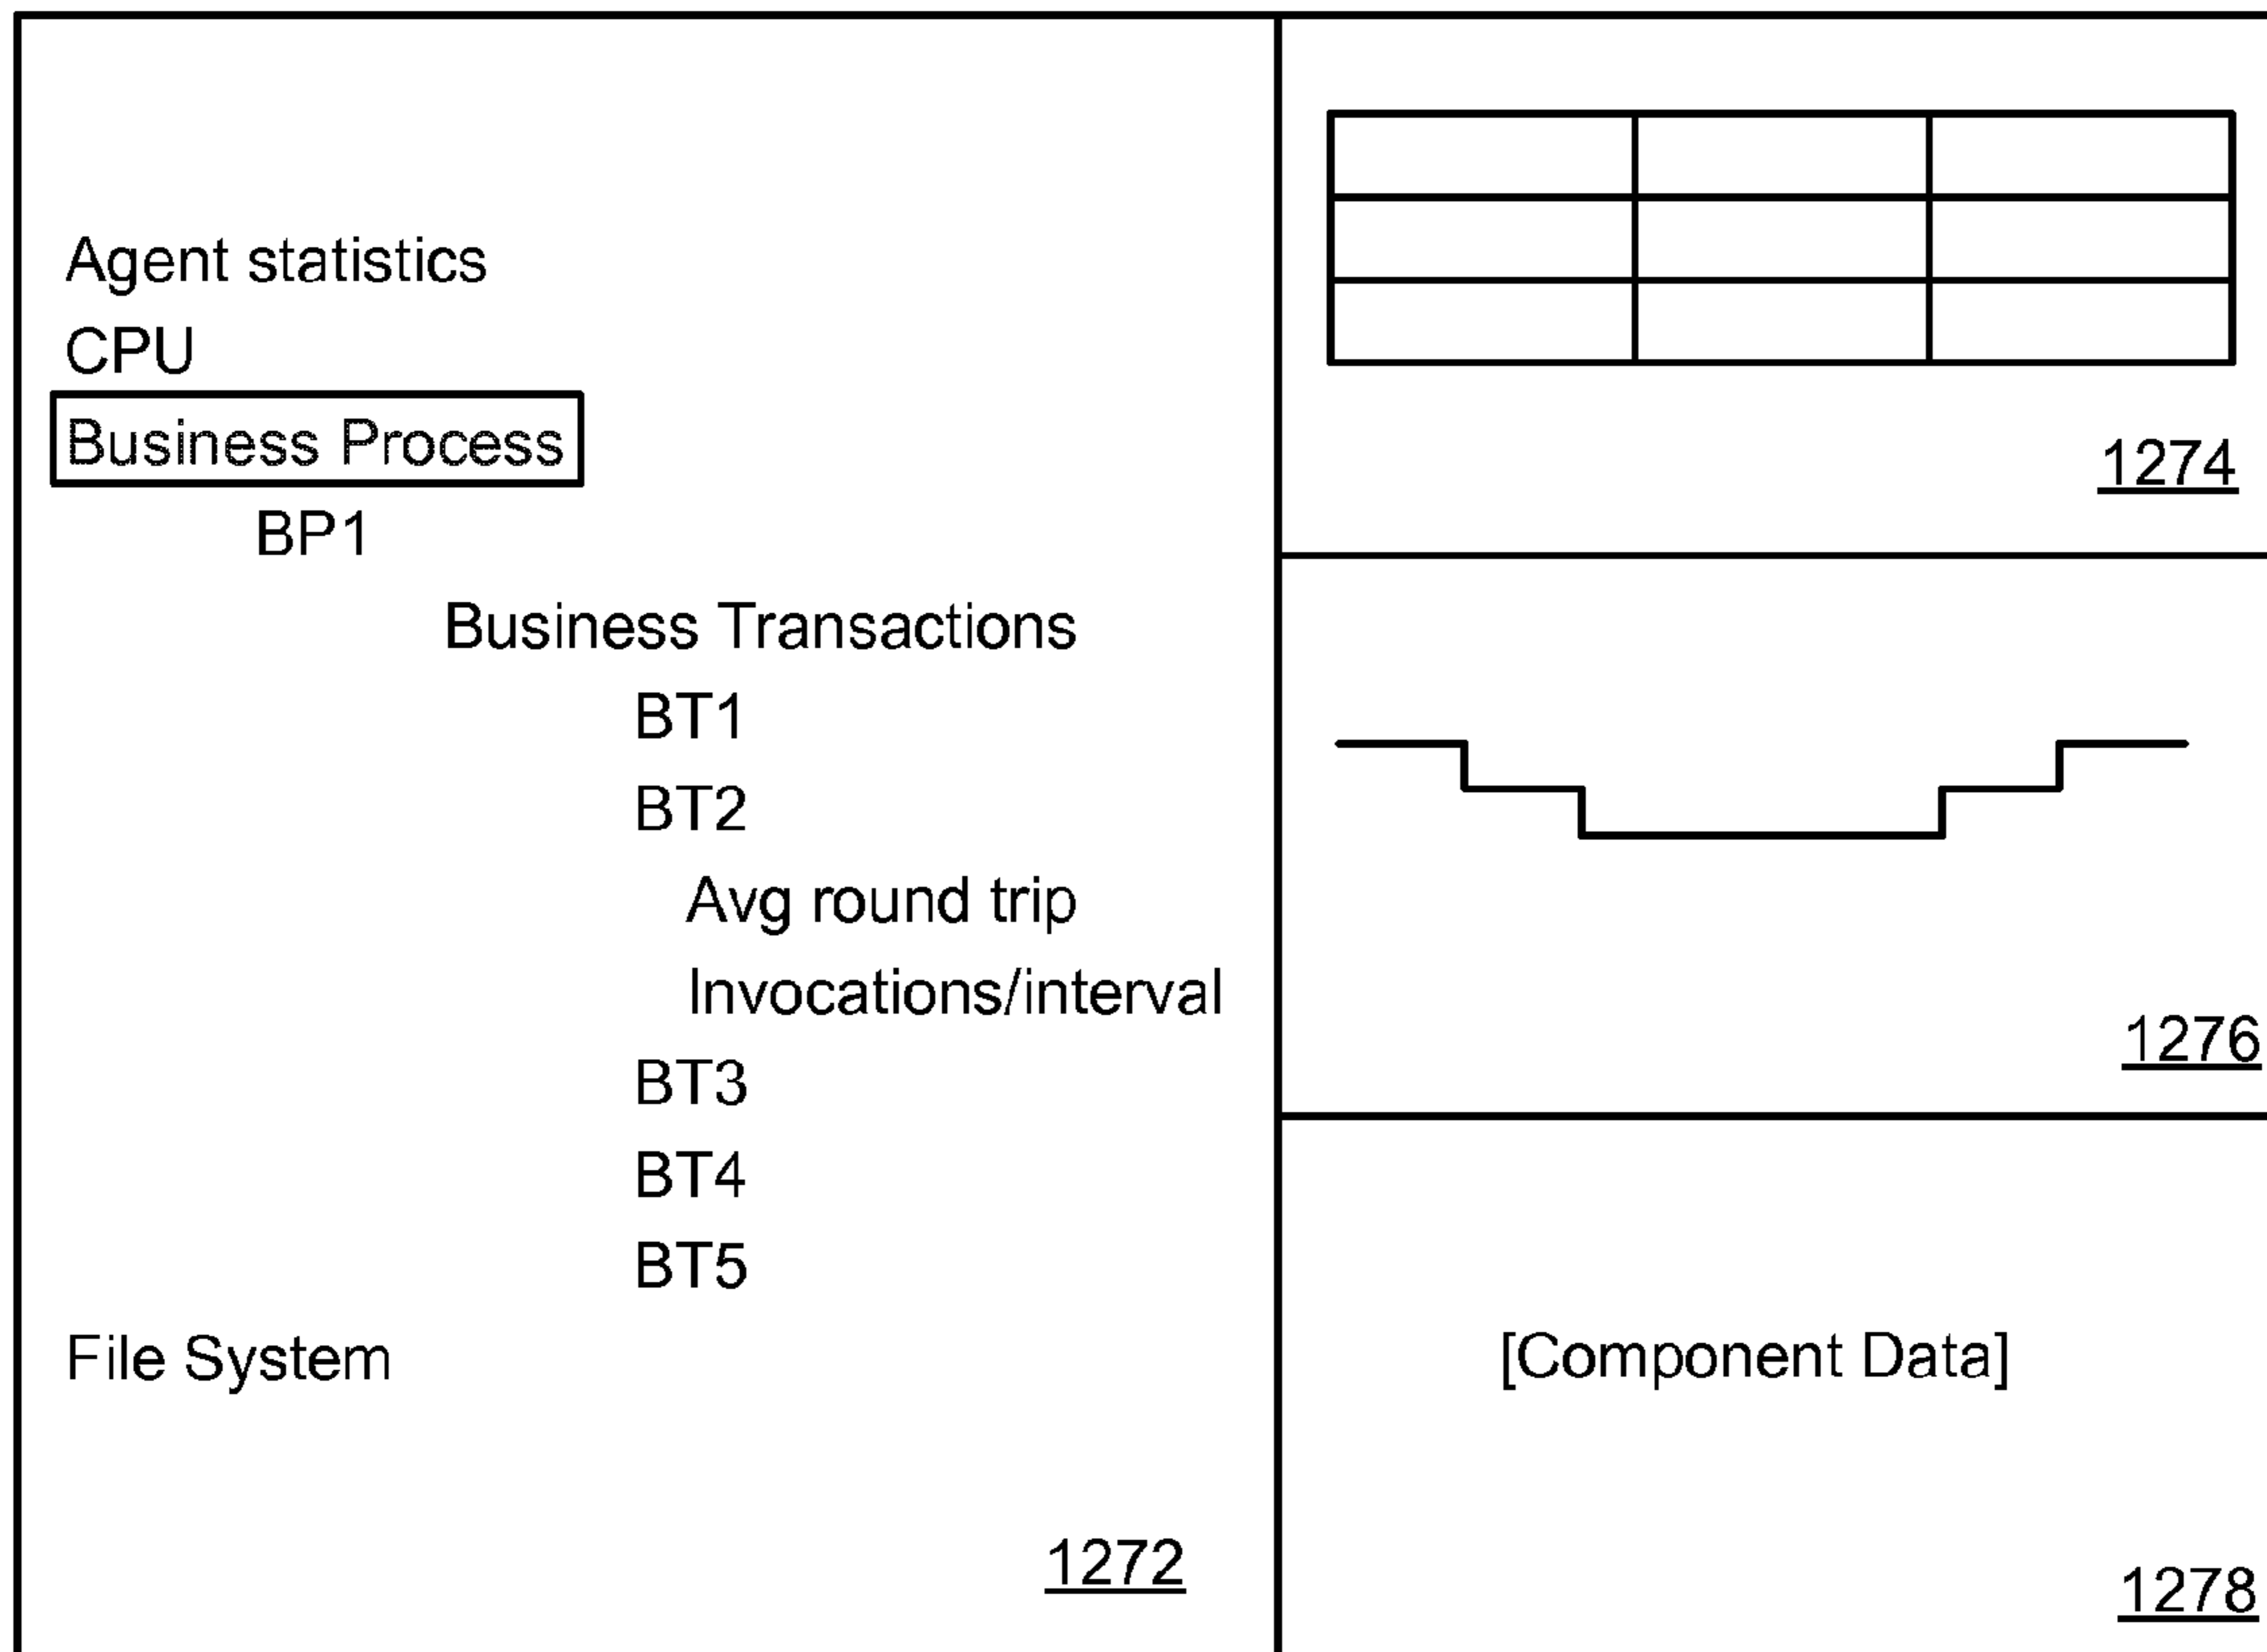 Agent statistics
CPU
Business Process
BP1
Business Transactions
BT1
BT2
Avg round trip
Invocations/interval
BT3
BT4
BT5
File System
1272
1274
1276
[Component Data]
1278